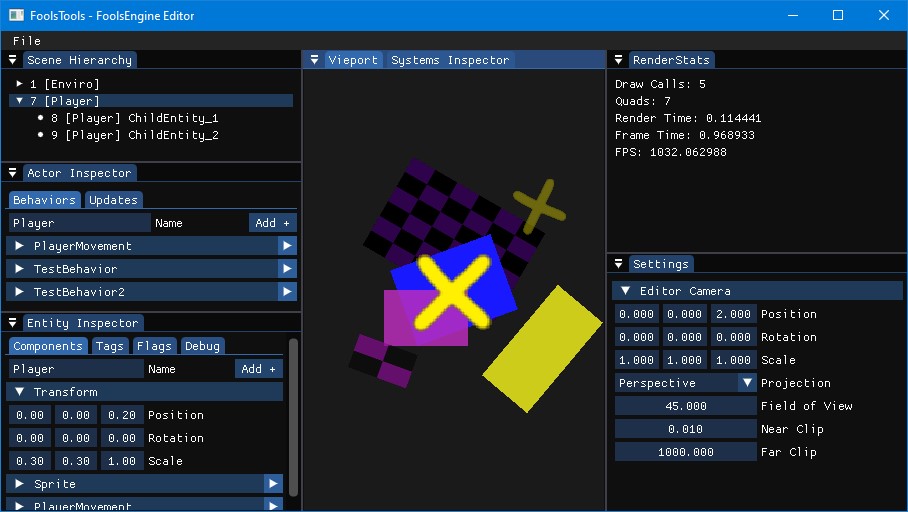 FoolsTools - FoolsEngine Editor
File
Scene Hierarchy
1 [Enviro]
7 [Player]
8 [Player] ChildEntity_1
9 [Player] ChildEntity_2
Actor Inspector
Behaviors Updates
Player Name Add +
PlayerMovement
TestBehavior
TestBehavior2
Entity Inspector
Components Tags Flags Debug
Player Name Add +
Transform
0.00 0.00 0.20 Position
0.00 0.00 0.00 Rotation
0.30 0.30 1.00 Scale
Sprite
PlayerMovement
Vieport Systems Inspector
RenderStats
Draw Calls: 5
Quads: 7
Render Time: 0.114441
Frame Time: 0.968933
FPS: 1032.062988
Settings
Editor Camera
0.000 0.000 2.000 Position
0.000 0.000 0.000 Rotation
1.000 1.000 1.000 Scale
Perspective Projection
45.000 Field of View
0.010 Near Clip
1000.000 Far Clip